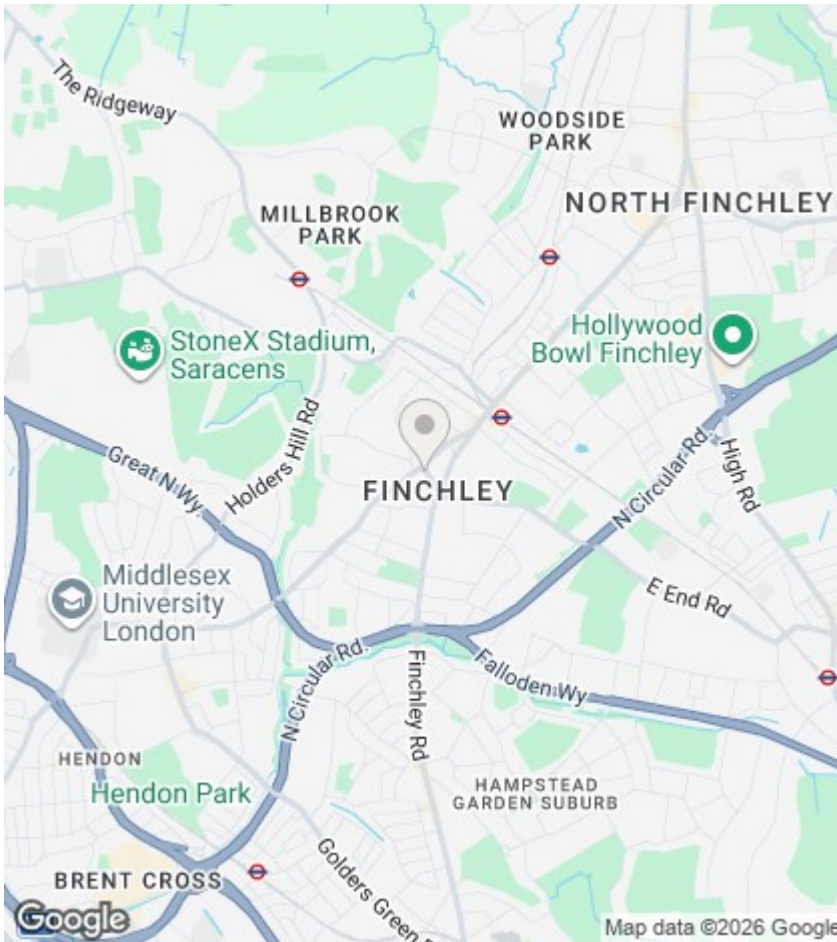 The Ridgeway
WOODSIDE
PARK
NORTH FINCHLEY
MILLBROOK
PARK
StoneX Stadium,
Saracens
Hollywood
Bowl Finchley
Holders Hill Rd
Great N Wy.
FINCHLEY
N Circular Rd.
High Rd
Middlesex
University
London
E End Rd
N Circular Rd.
Finchley Rd
Falloden Wy
HENDON
Hendon Park
HAMPSTEAD
GARDEN SUBURB
BRENT CROSS
Golders Green
Google
Map data ©2026 Google